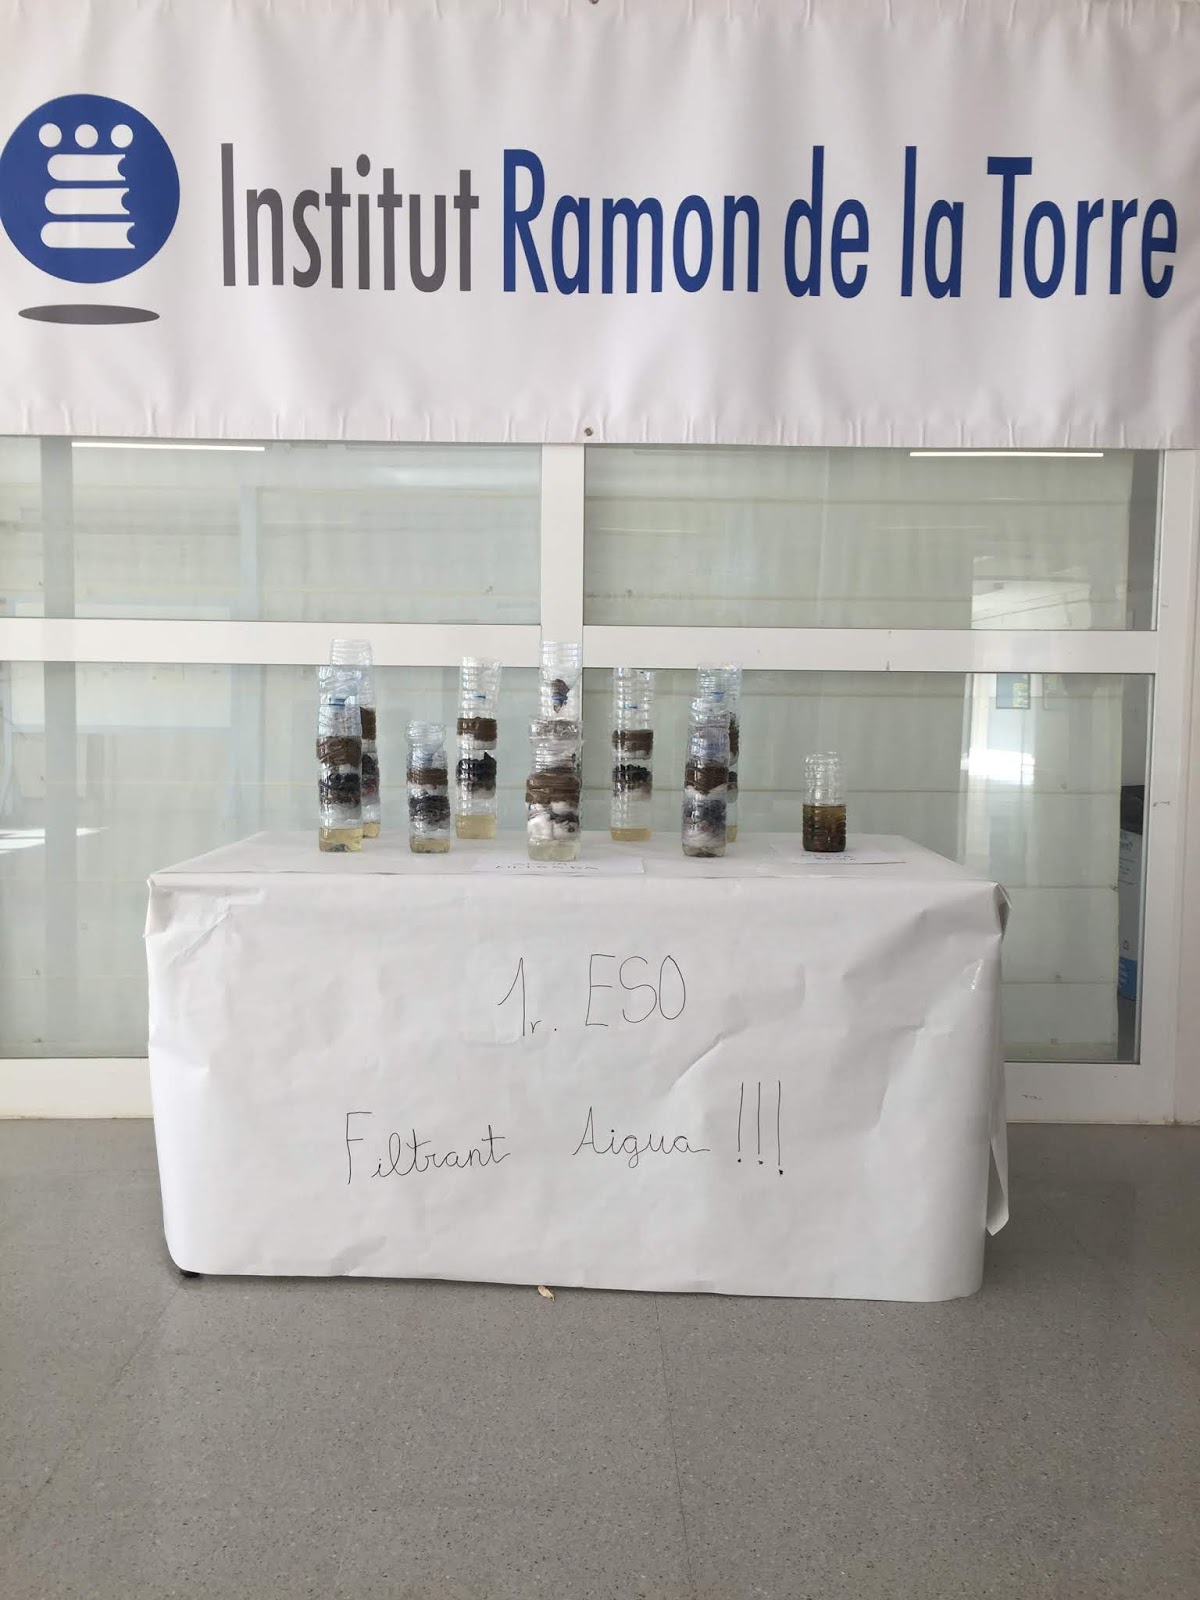 Institut Ramon de la Torre
1r. ESO
Filtrant Aigua !!!